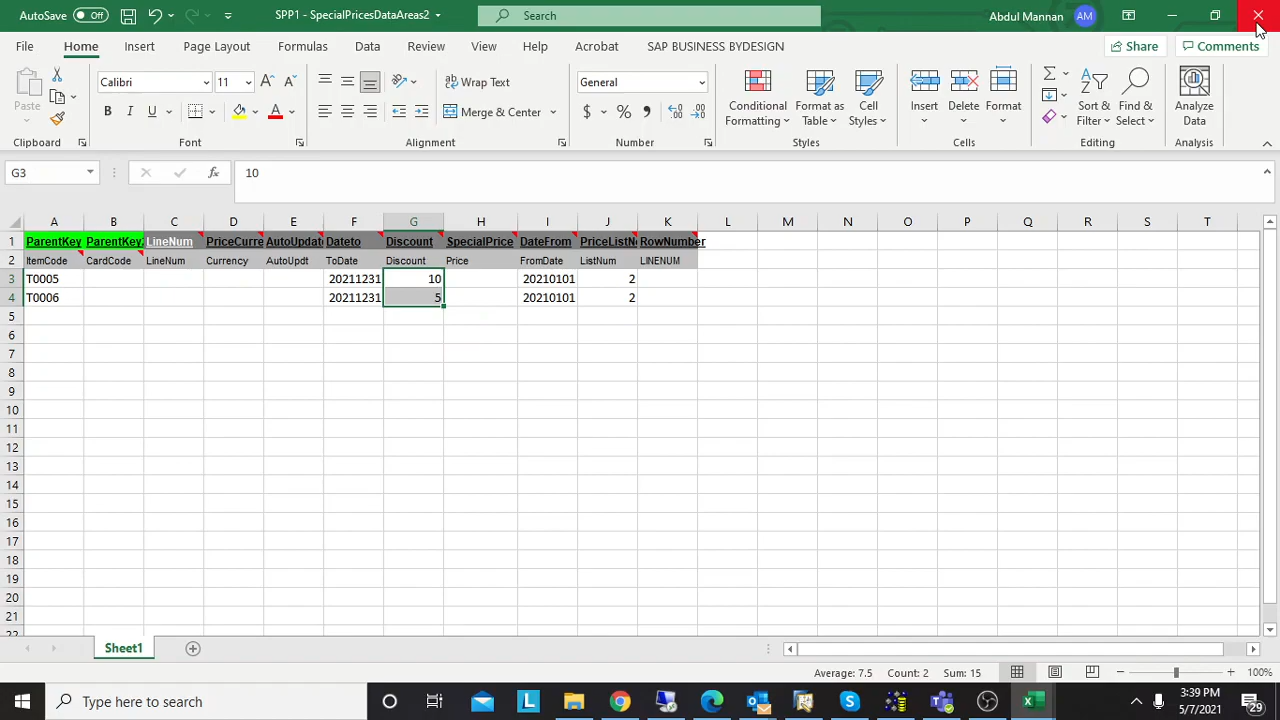 AutoSave Off SPP1 - SpecialPricesDataAreas2 Search Abdul Mannan AM
File Home Insert Page Layout Formulas Data Review View Help Acrobat SAP BUSINESS BYDESIGN Share Comments
Calibri 11 Wrap Text General
Paste B I U Merge & Center $ % Conditional Formatting Format as Table Cell Styles Insert Delete Format Sort & Filter Find & Select Analyze Data
Clipboard Font Alignment Number Styles Cells Editing Analysis
G3 fx 10
A B C D E F G H I J K L M N O P Q R S T
1 ParentKey ParentKey LineNum PriceCurre AutoUpdat Dateto Discount SpecialPrice DateFrom PriceListN RowNumber
2 ItemCode CardCode LineNum Currency AutoUpdt ToDate Discount Price FromDate ListNum LINENUM
3 T0005 20211231 10 20210101 2
4 T0006 20211231 5 20210101 2
5
6
7
8
9
10
11
12
13
14
15
16
17
18
19
20
21
22
Sheet1
Average: 7.5 Count: 2 Sum: 15 100%
Type here to search 3:39 PM
5/7/2021 29